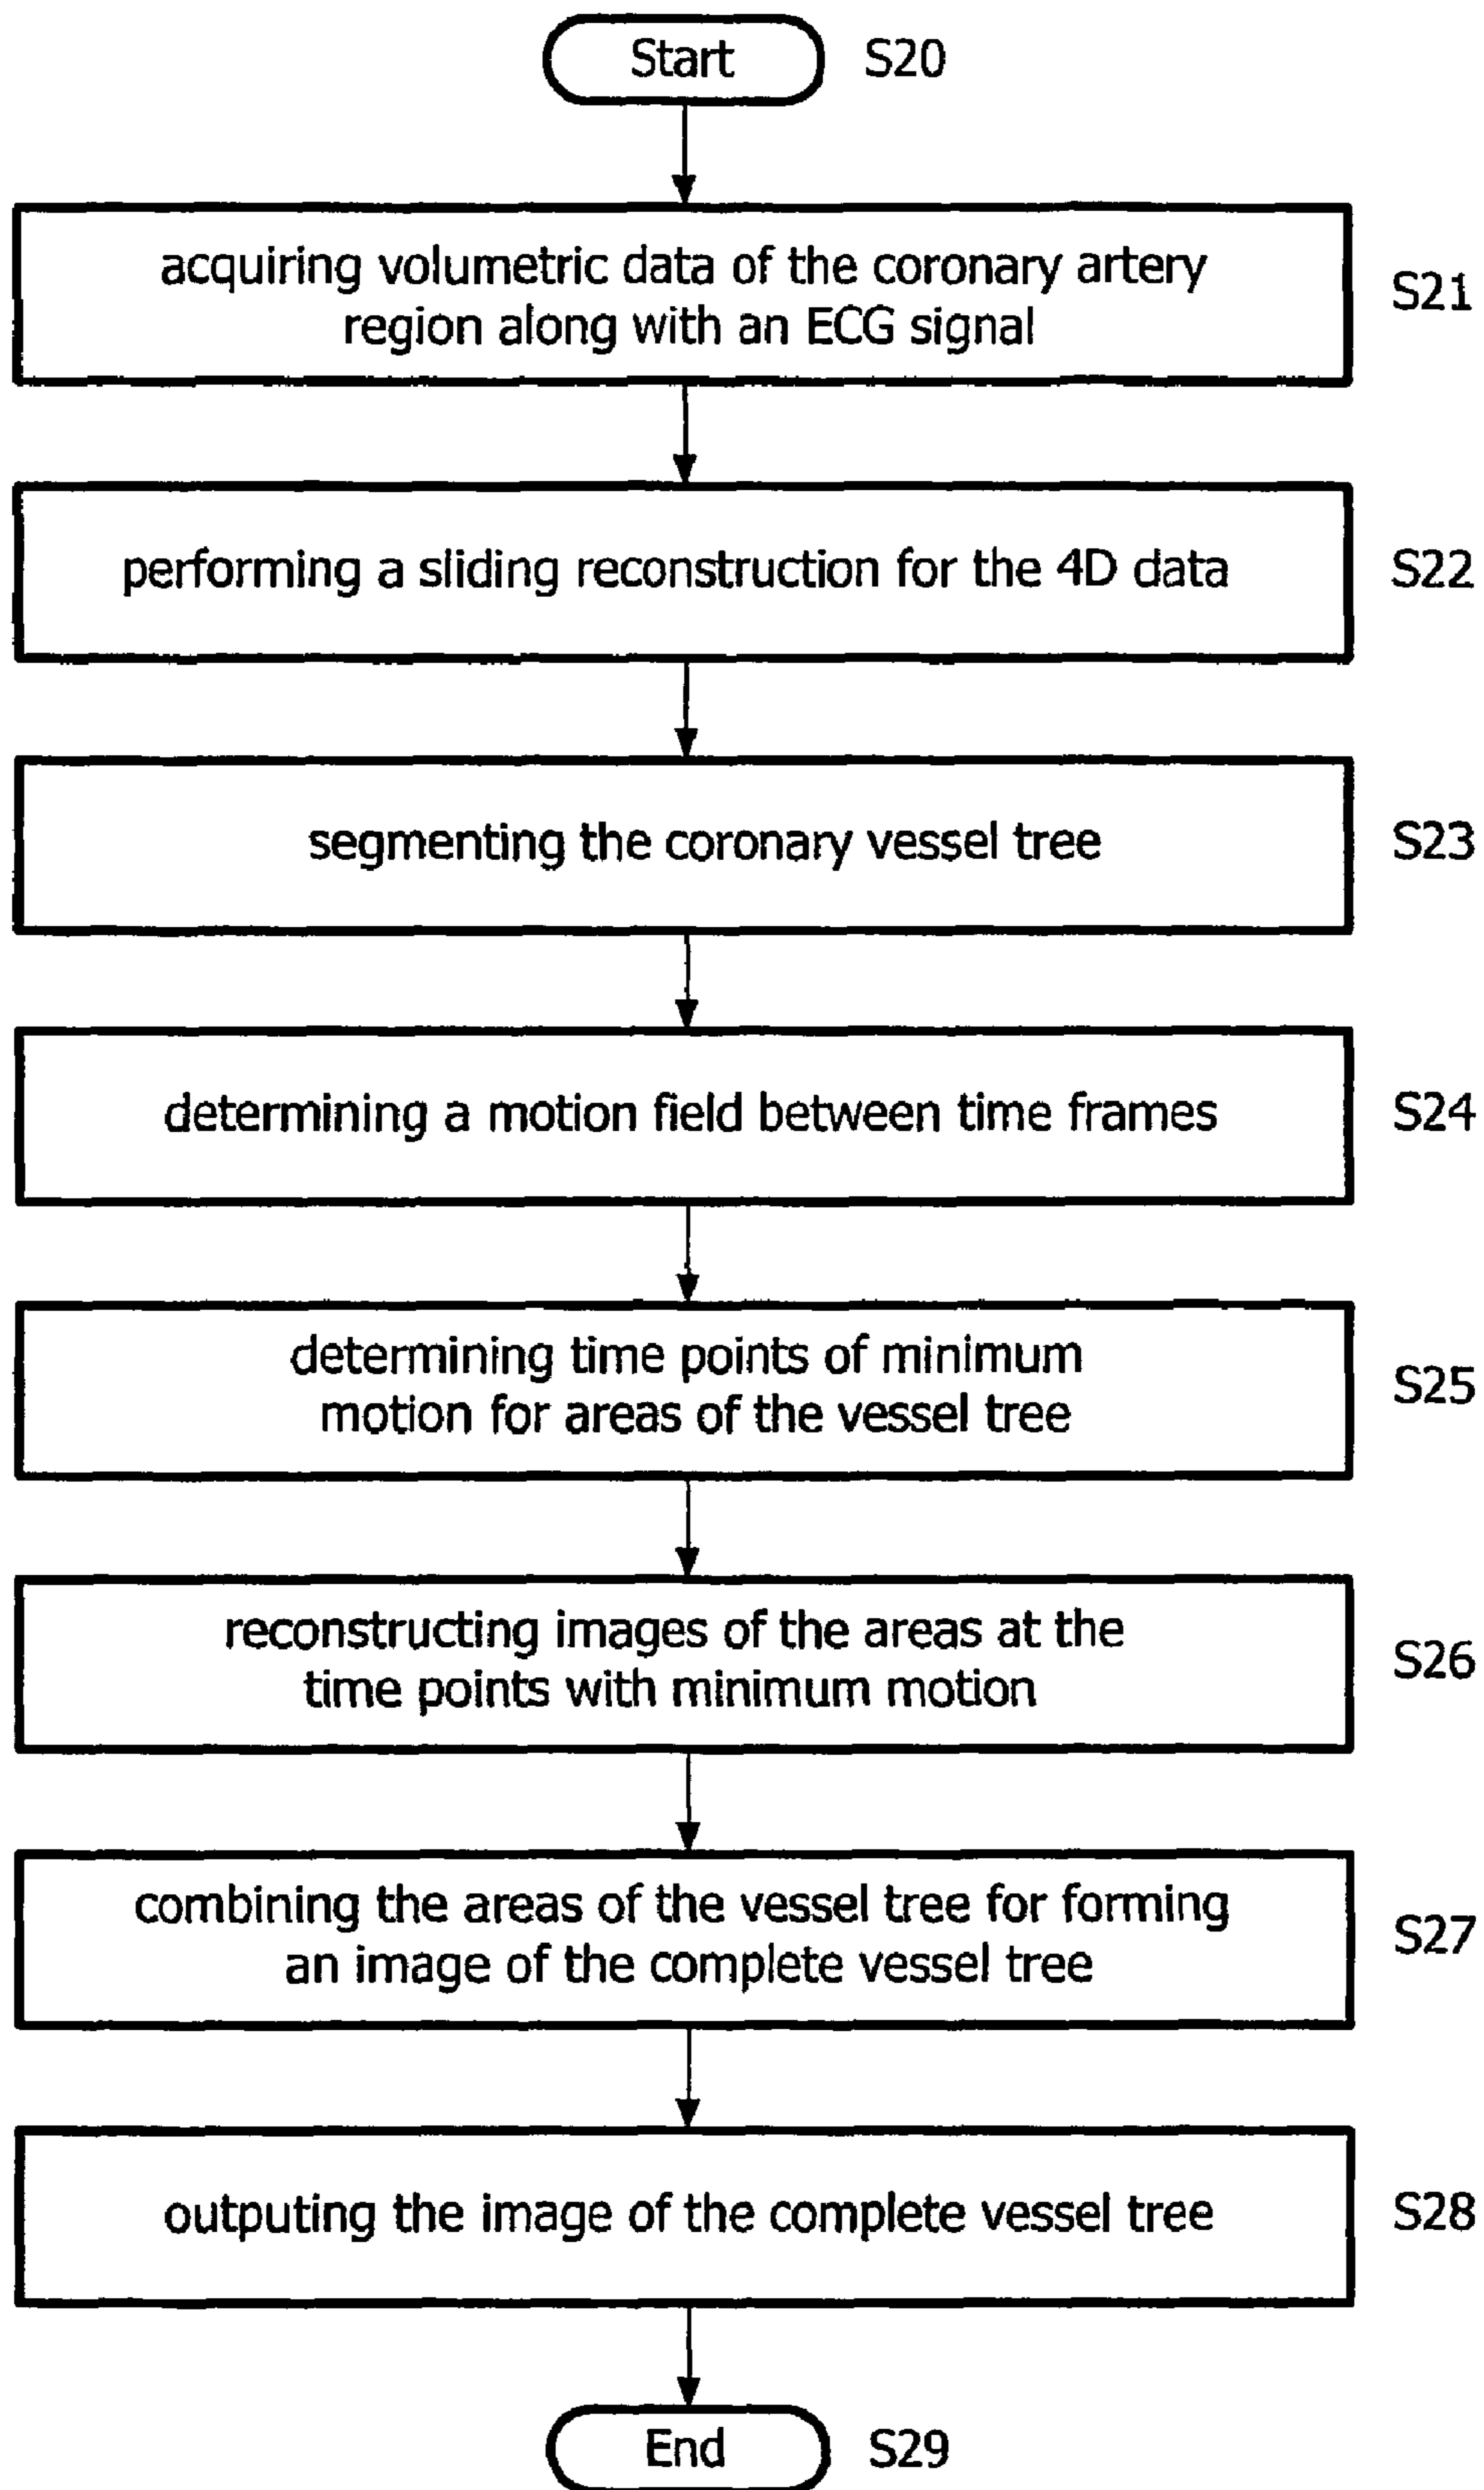 Start S20
acquiring volumetric data of the coronary artery
region along with an ECG signal
S21
performing a sliding reconstruction for the 4D data S22
segmenting the coronary vessel tree S23
determining a motion field between time frames S24
determining time points of minimum
motion for areas of the vessel tree
S25
reconstructing images of the areas at the
time points with minimum motion
S26
combining the areas of the vessel tree for forming
an image of the complete vessel tree
S27
outputing the image of the complete vessel tree S28
End S29